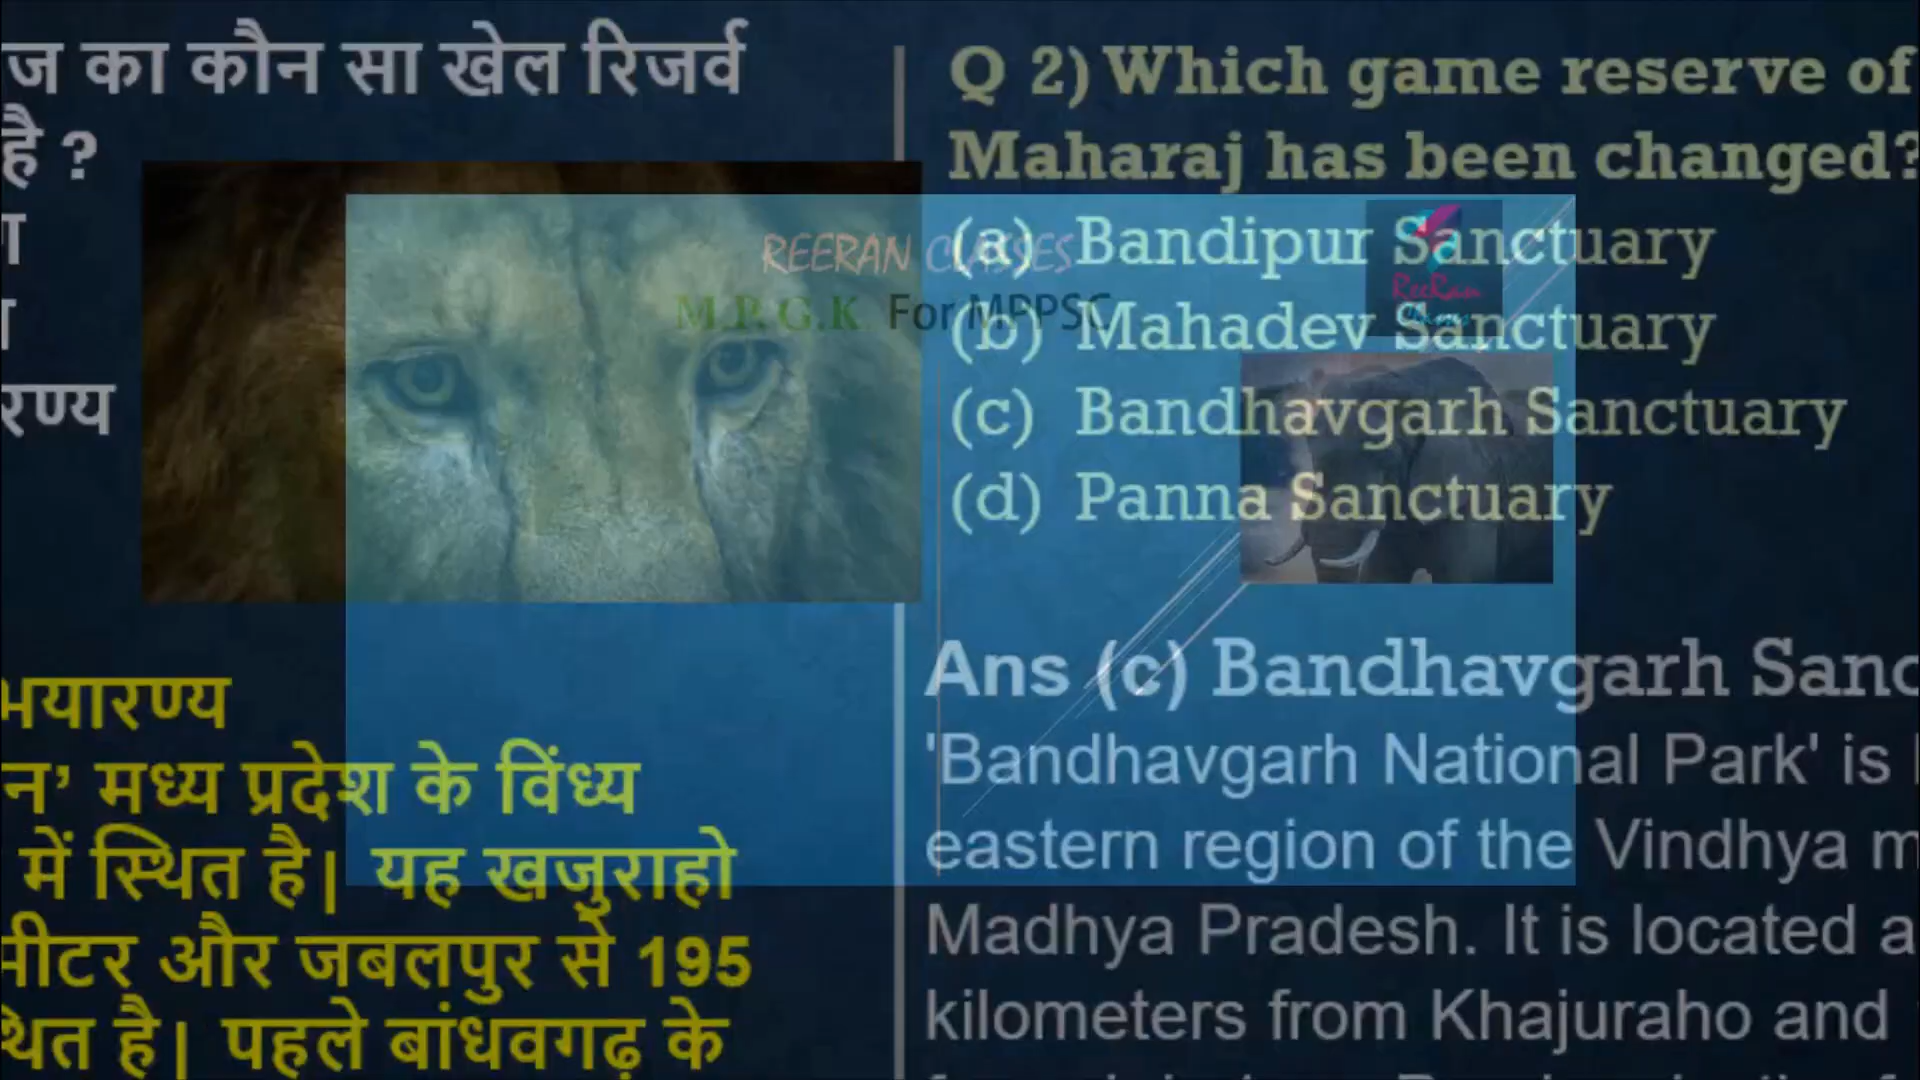 ज का कौन सा खेल रिजर्व
है ?
रण्य
भयारण्य
न’ मध्य प्रदेश के विंध्य
में स्थित है| यह खजुराहो
मीटर और जबलपुर से 195
थित है| पहले बांधवगढ़ के
Q 2) Which game reserve of
Maharaj has been changed?
(a) Bandipur Sanctuary
(b) Mahadev Sanctuary
(c) Bandhavgarh Sanctuary
(d) Panna Sanctuary
Ans (c) Bandhavgarh Sanc
'Bandhavgarh National Park' is
eastern region of the Vindhya m
Madhya Pradesh. It is located a
kilometers from Khajuraho and
REERAN CLASSES
M.P. G.K For MPPSC
ReeRan
Classes